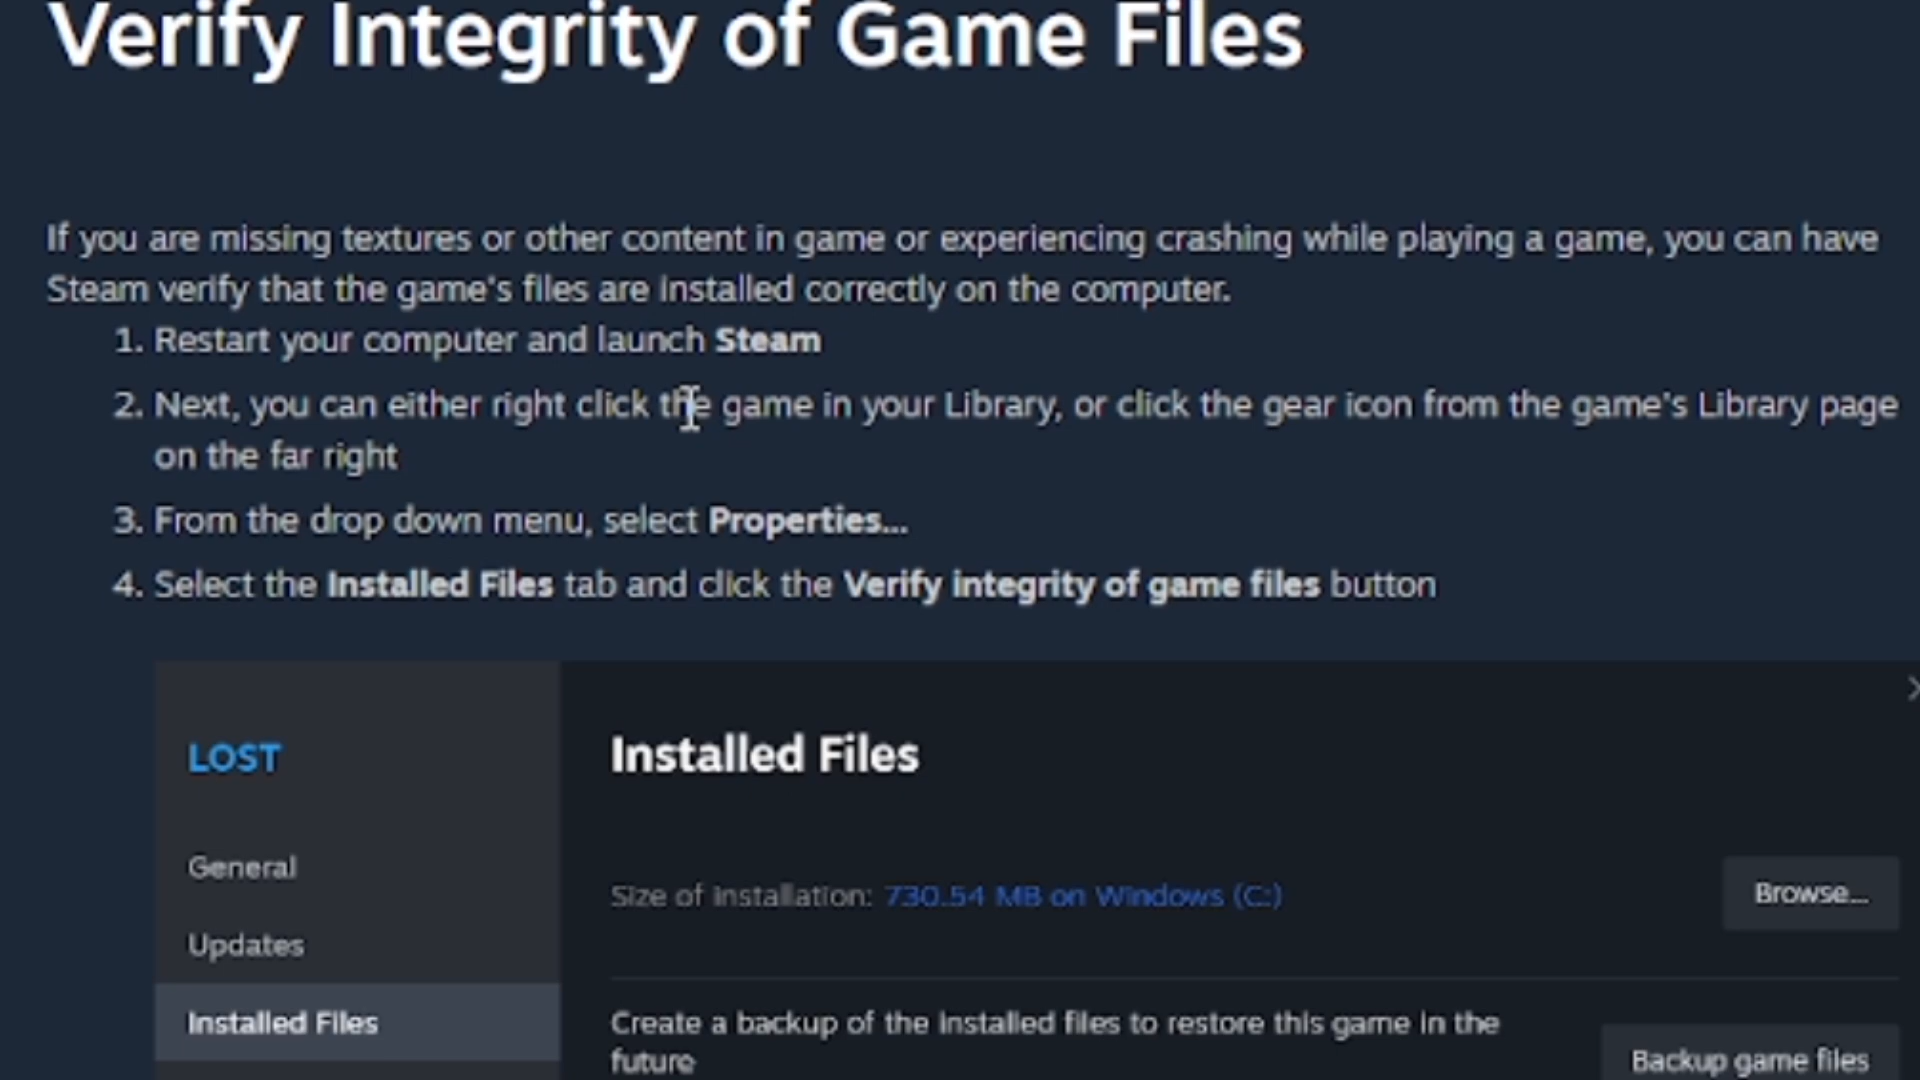 Verify Integrity of Game Files
If you are missing textures or other content in game or experiencing crashing while playing a game, you can have
Steam verify that the game's files are installed correctly on the computer.
1. Restart your computer and launch Steam
2. Next, you can either right click the game in your Library, or click the gear icon from the game's Library page
on the far right
3. From the drop down menu, select Properties...
4. Select the Installed Files tab and click the Verify integrity of game files button
LOST
Installed Files
General
Size of Installation: 730.54 MB on Windows (C:)
Browse...
Updates
Installed Files
Create a backup of the installed files to restore this game in the
future
Backup game files